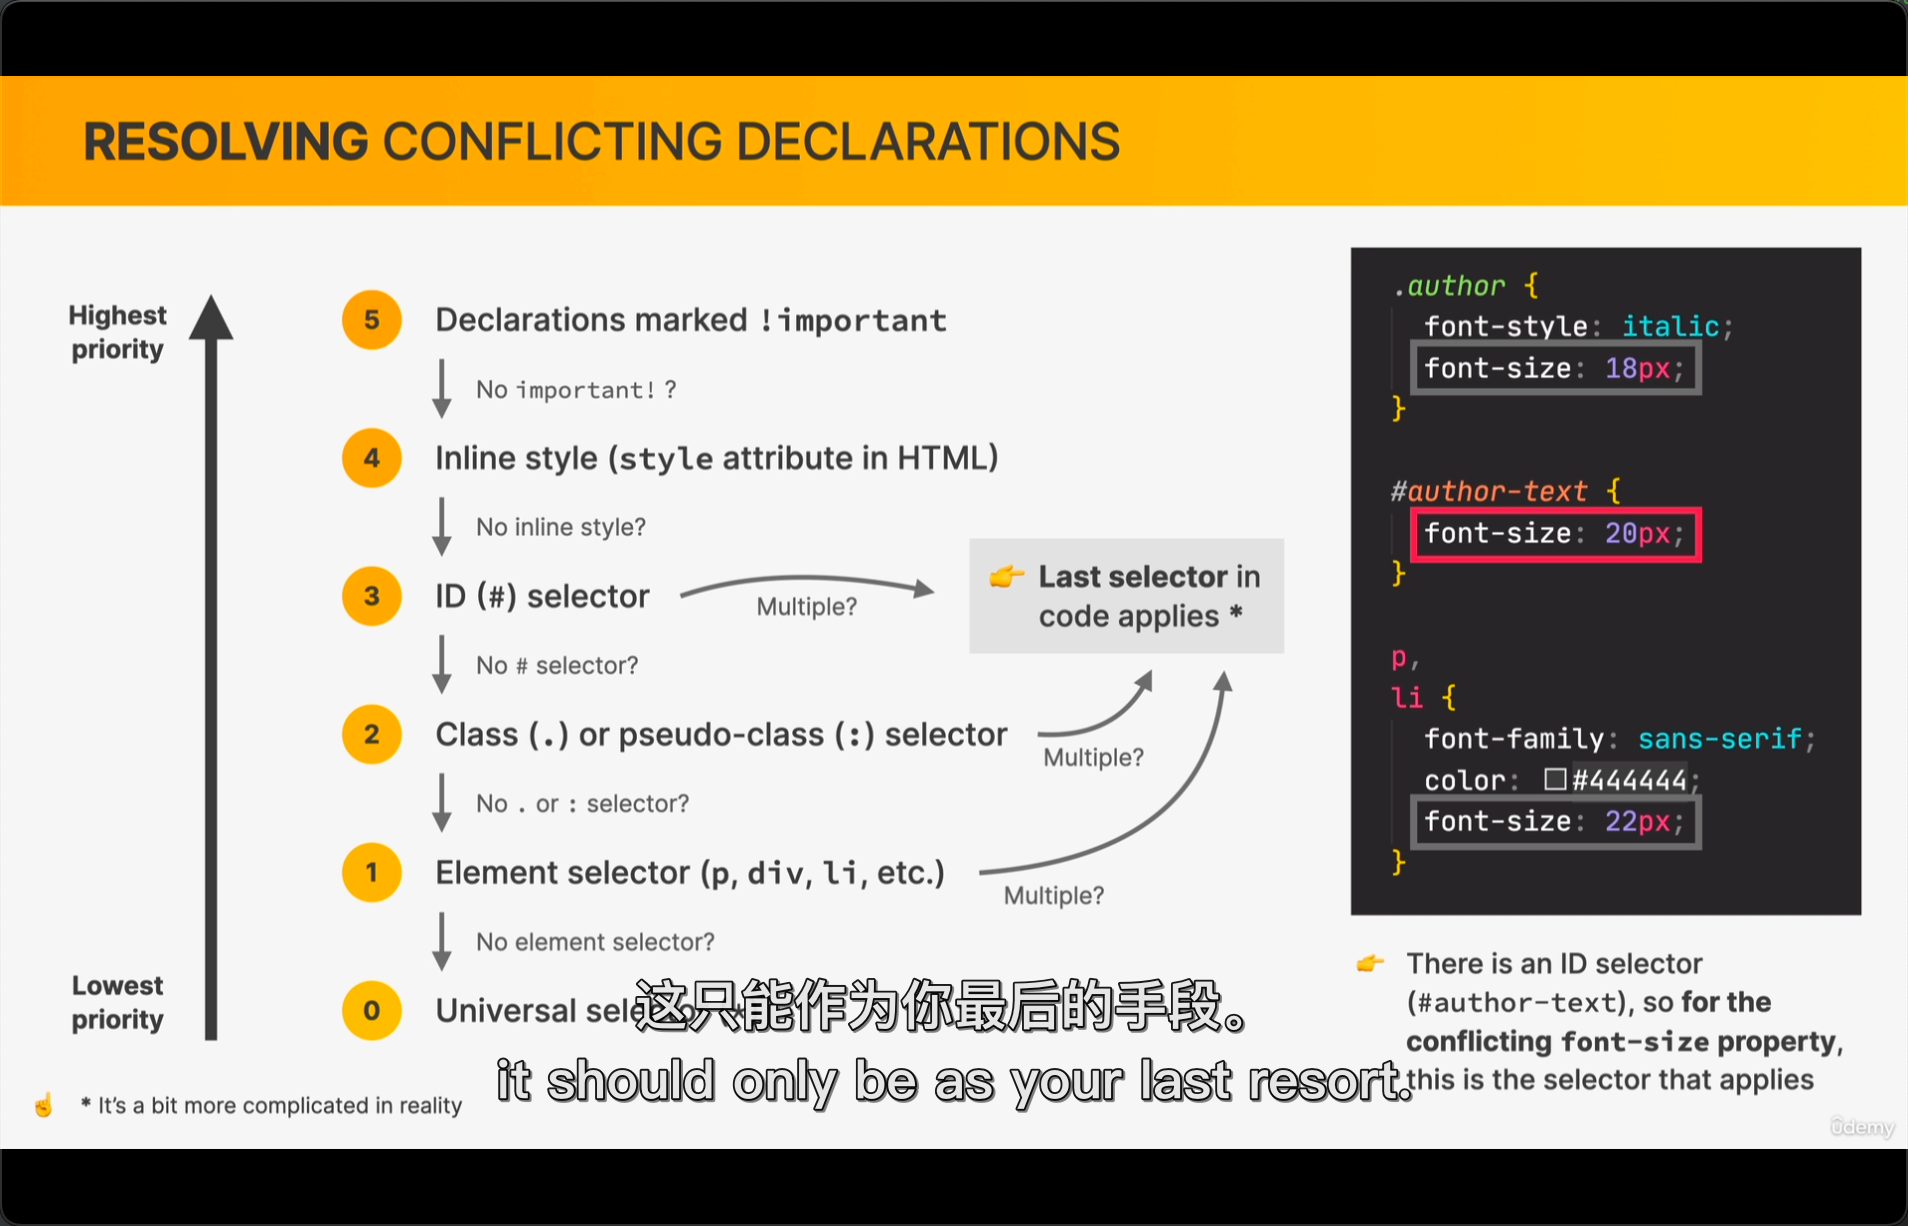 RESOLVING CONFLICTING DECLARATIONS
Highest
priority
5
Declarations marked !important
No important! ?
4
Inline style (style attribute in HTML)
No inline style?
3
ID (#) selector
Multiple?
👉 Last selector in
code applies *
No # selector?
2
Class (.) or pseudo-class (:) selector
Multiple?
No . or : selector?
1
Element selector (p, div, li, etc.)
Multiple?
No element selector?
Lowest
priority
0
Universal
☝️ * It's a bit more complicated in reality
.author {
font-style: italic;
font-size: 18px;
}
#author-text {
font-size: 20px;
}
p,
li {
font-family: sans-serif;
color: #444444;
font-size: 22px;
}
👉 There is an ID selector
(#author-text), so for the
conflicting font-size property,
this is the selector that applies
这只能作为你最后的手段。
it should only be as your last resort.
ûdemy